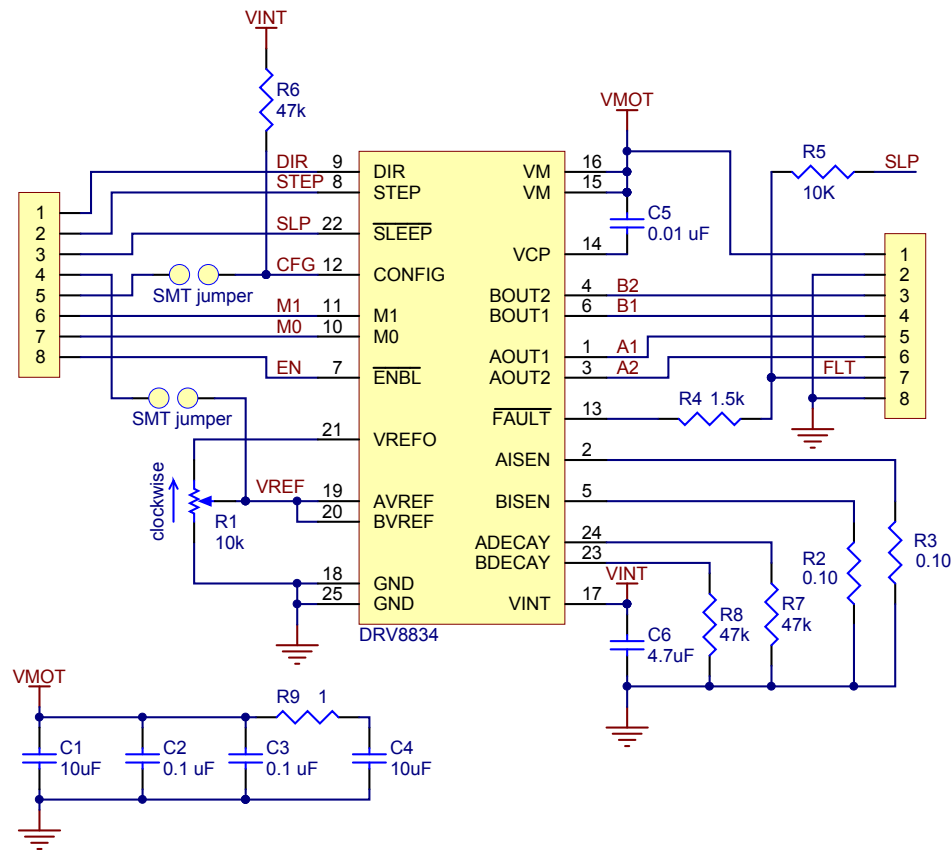 VINT
R6
47k
VMOT
DIR 9 DIR
STEP 8 STEP
SLP 22 SLEEP
CFG 12 CONFIG
SMT jumper
M1 11 M1
M0 10 M0
EN 7 ENBL
SMT jumper
21 VREFO
VREF 19 AVREF
20 BVREF
clockwise
R1
10k
18 GND
25 GND
1
2
3
4
5
6
7
8
VM 16
VM 15
C5
0.01 uF
VCP 14
BOUT2 4 B2
BOUT1 6 B1
AOUT1 1 A1
AOUT2 3 A2
FAULT 13
R4 1.5k
FLT
R5
10K
SLP
1
2
3
4
5
6
7
8
AISEN 2
BISEN 5
ADECAY 24
BDECAY 23
VINT
VINT 17
DRV8834
C6
4.7uF
R8
47k
R7
47k
R2
0.10
R3
0.10
VMOT
R9 1
C1
10uF
C2
0.1 uF
C3
0.1 uF
C4
10uF